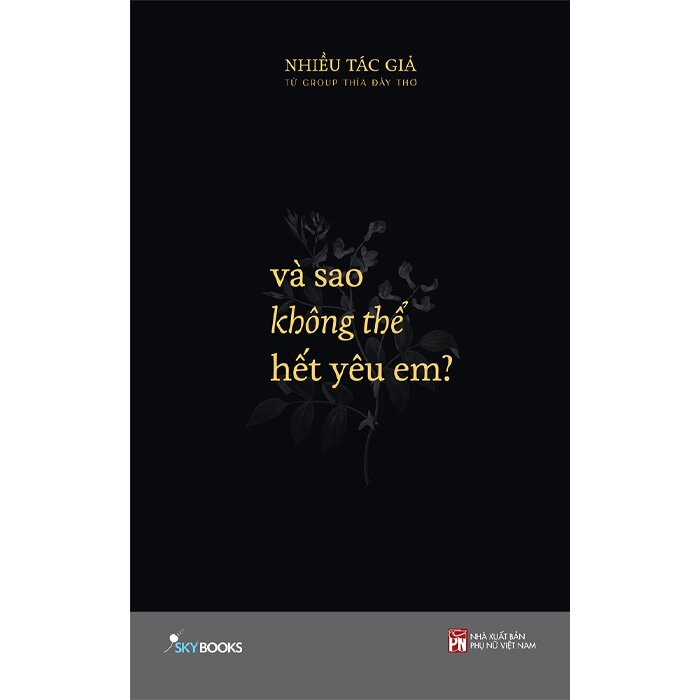 NHIỀU TÁC GIẢ
TỪ GROUP THÌA ĐẦY THƠ
và sao
không thể
hết yêu em?
SKYBOOKS
PN
NHÀ XUẤT BẢN
PHỤ NỮ VIỆT NAM